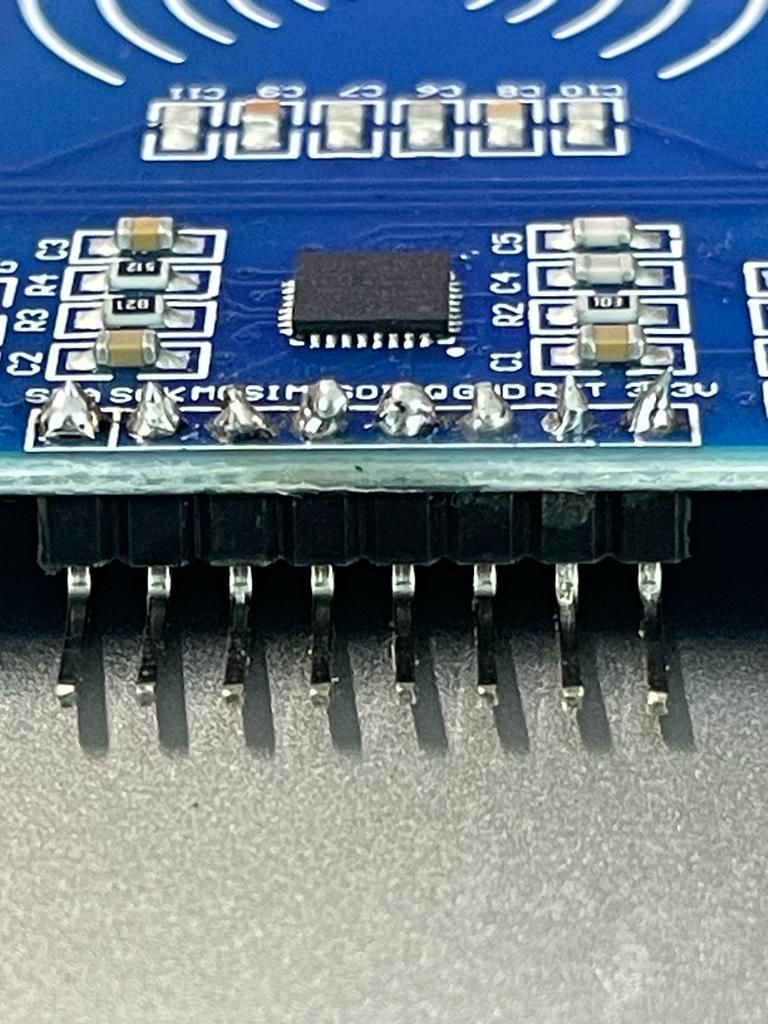 C11 C9 C7 C6 C8 C10
C3 C5
R4 512 C4
R3 821 R2 103
C2 C1
SDA SCK MOSI MISO IRQ GND RST 3.3V